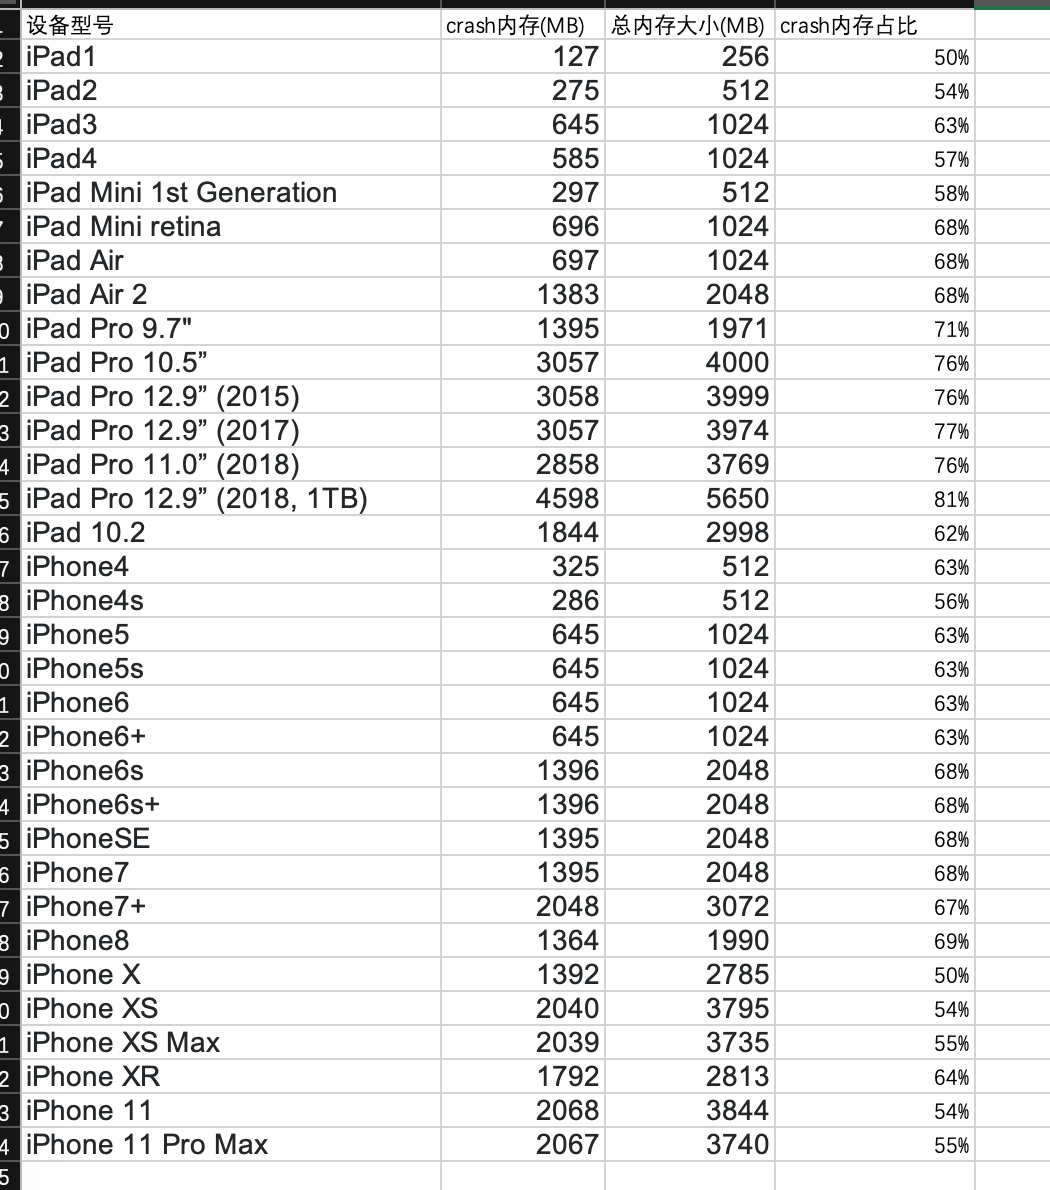 设备型号 crash内存(MB) 总内存大小(MB) crash内存占比
iPad1 127 256 50%
iPad2 275 512 54%
iPad3 645 1024 63%
iPad4 585 1024 57%
iPad Mini 1st Generation 297 512 58%
iPad Mini retina 696 1024 68%
iPad Air 697 1024 68%
iPad Air 2 1383 2048 68%
iPad Pro 9.7" 1395 1971 71%
iPad Pro 10.5” 3057 4000 76%
iPad Pro 12.9” (2015) 3058 3999 76%
iPad Pro 12.9” (2017) 3057 3974 77%
iPad Pro 11.0” (2018) 2858 3769 76%
iPad Pro 12.9” (2018, 1TB) 4598 5650 81%
iPad 10.2 1844 2998 62%
iPhone4 325 512 63%
iPhone4s 286 512 56%
iPhone5 645 1024 63%
iPhone5s 645 1024 63%
iPhone6 645 1024 63%
iPhone6+ 645 1024 63%
iPhone6s 1396 2048 68%
iPhone6s+ 1396 2048 68%
iPhoneSE 1395 2048 68%
iPhone7 1395 2048 68%
iPhone7+ 2048 3072 67%
iPhone8 1364 1990 69%
iPhone X 1392 2785 50%
iPhone XS 2040 3795 54%
iPhone XS Max 2039 3735 55%
iPhone XR 1792 2813 64%
iPhone 11 2068 3844 54%
iPhone 11 Pro Max 2067 3740 55%